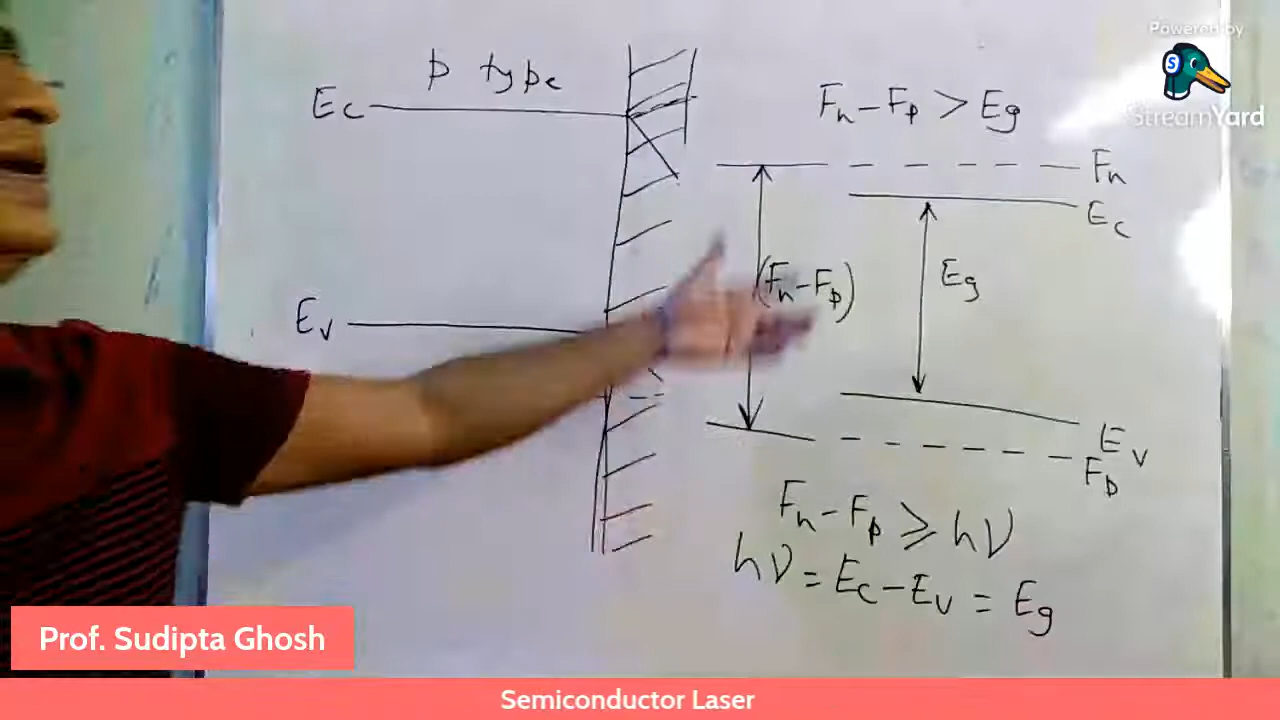 Powered by
StreamYard
p type
Ec
Ev
Fn - Fp > Eg
Fn
Ec
(Fn - Fp)
Eg
Ev
Fp
Fn - Fp ≥ hν
hν = Ec - Ev = Eg
Prof. Sudipta Ghosh
Semiconductor Laser